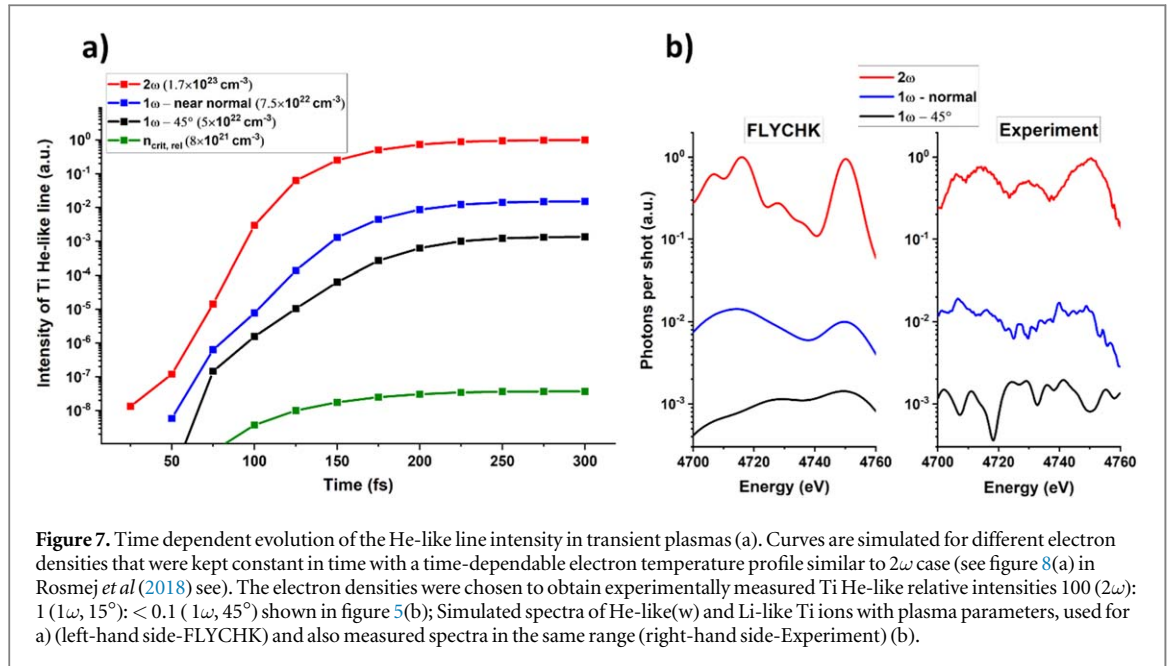 a)
2ω (1.7×10²³ cm⁻³)
1ω – near normal (7.5×10²² cm⁻³)
1ω – 45° (5×10²² cm⁻³)
n_crit, rel (8×10²¹ cm⁻³)
Intensity of Ti He-like line (a.u.)
10⁰
10⁻¹
10⁻²
10⁻³
10⁻⁴
10⁻⁵
10⁻⁶
10⁻⁷
10⁻⁸
50 100 150 200 250 300
Time (fs)
b)
2ω
1ω - normal
1ω – 45°
FLYCHK
Experiment
Photons per shot (a.u.)
10⁰
10⁻¹
10⁻²
10⁻³
4700 4720 4740 4760
Energy (eV)
10⁰
10⁻¹
10⁻²
10⁻³
4700 4720 4740 4760
Energy (eV)
Figure 7. Time dependent evolution of the He-like line intensity in transient plasmas (a). Curves are simulated for different electron
densities that were kept constant in time with a time-dependable electron temperature profile similar to 2ω case (see figure 8(a) in
Rosmej et al (2018) see). The electron densities were chosen to obtain experimentally measured Ti He-like relative intensities 100 (2ω):
1 (1ω, 15°): < 0.1 ( 1ω, 45°) shown in figure 5(b); Simulated spectra of He-like(w) and Li-like Ti ions with plasma parameters, used for
a) (left-hand side-FLYCHK) and also measured spectra in the same range (right-hand side-Experiment) (b).